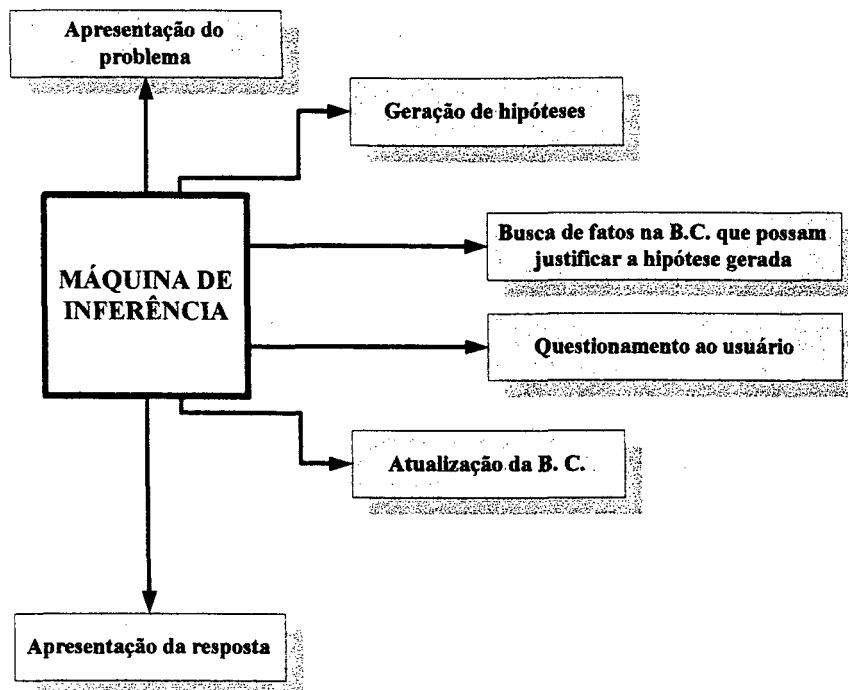 Apresentação do
problema
Geração de hipóteses
Busca de fatos na B.C. que possam
justificar a hipótese gerada
MÁQUINA DE
INFERÊNCIA
Questionamento ao usuário
Atualização da B. C.
Apresentação da resposta